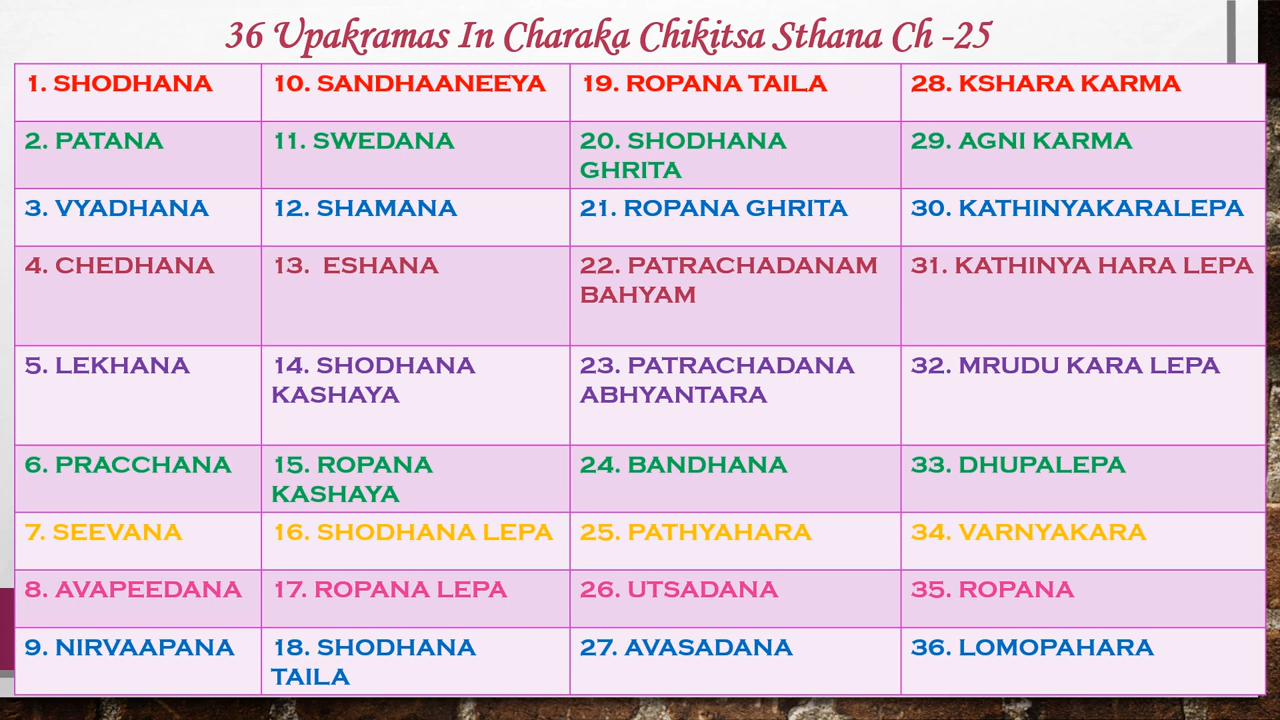 36 Upakramas In Charaka Chikitsa Sthana Ch -25
1. SHODHANA
10. SANDHAANEEYA
19. ROPANA TAILA
28. KSHARA KARMA
2. PATANA
11. SWEDANA
20. SHODHANA
GHRITA
29. AGNI KARMA
3. VYADHANA
12. SHAMANA
21. ROPANA GHRITA
30. KATHINYAKARALEPA
4. CHEDHANA
13. ESHANA
22. PATRACHADANAM
BAHYAM
31. KATHINYA HARA LEPA
5. LEKHANA
14. SHODHANA
KASHAYA
23. PATRACHADANA
ABHYANTARA
32. MRUDU KARA LEPA
6. PRACCHANA
15. ROPANA
KASHAYA
24. BANDHANA
33. DHUPALEPA
7. SEEVANA
16. SHODHANA LEPA
25. PATHYAHARA
34. VARNYAKARA
8. AVAPEEDANA
17. ROPANA LEPA
26. UTSADANA
35. ROPANA
9. NIRVAAPANA
18. SHODHANA
TAILA
27. AVASADANA
36. LOMOPAHARA